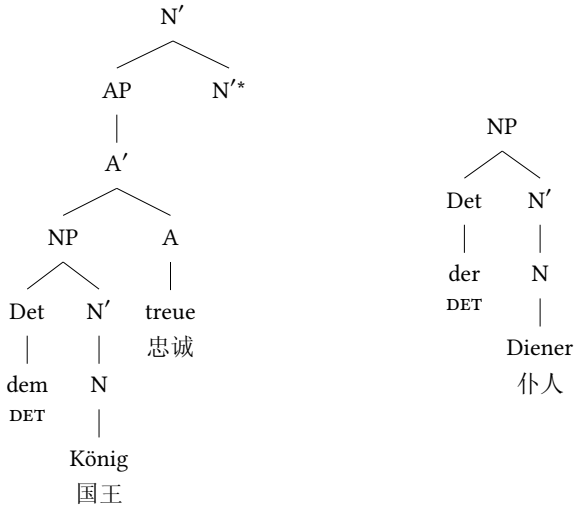 N′
AP N′*
A′
NP A
Det N′ treue
忠诚
dem N
DET
König
国王
NP
Det N′
der N
DET
Diener
仆人